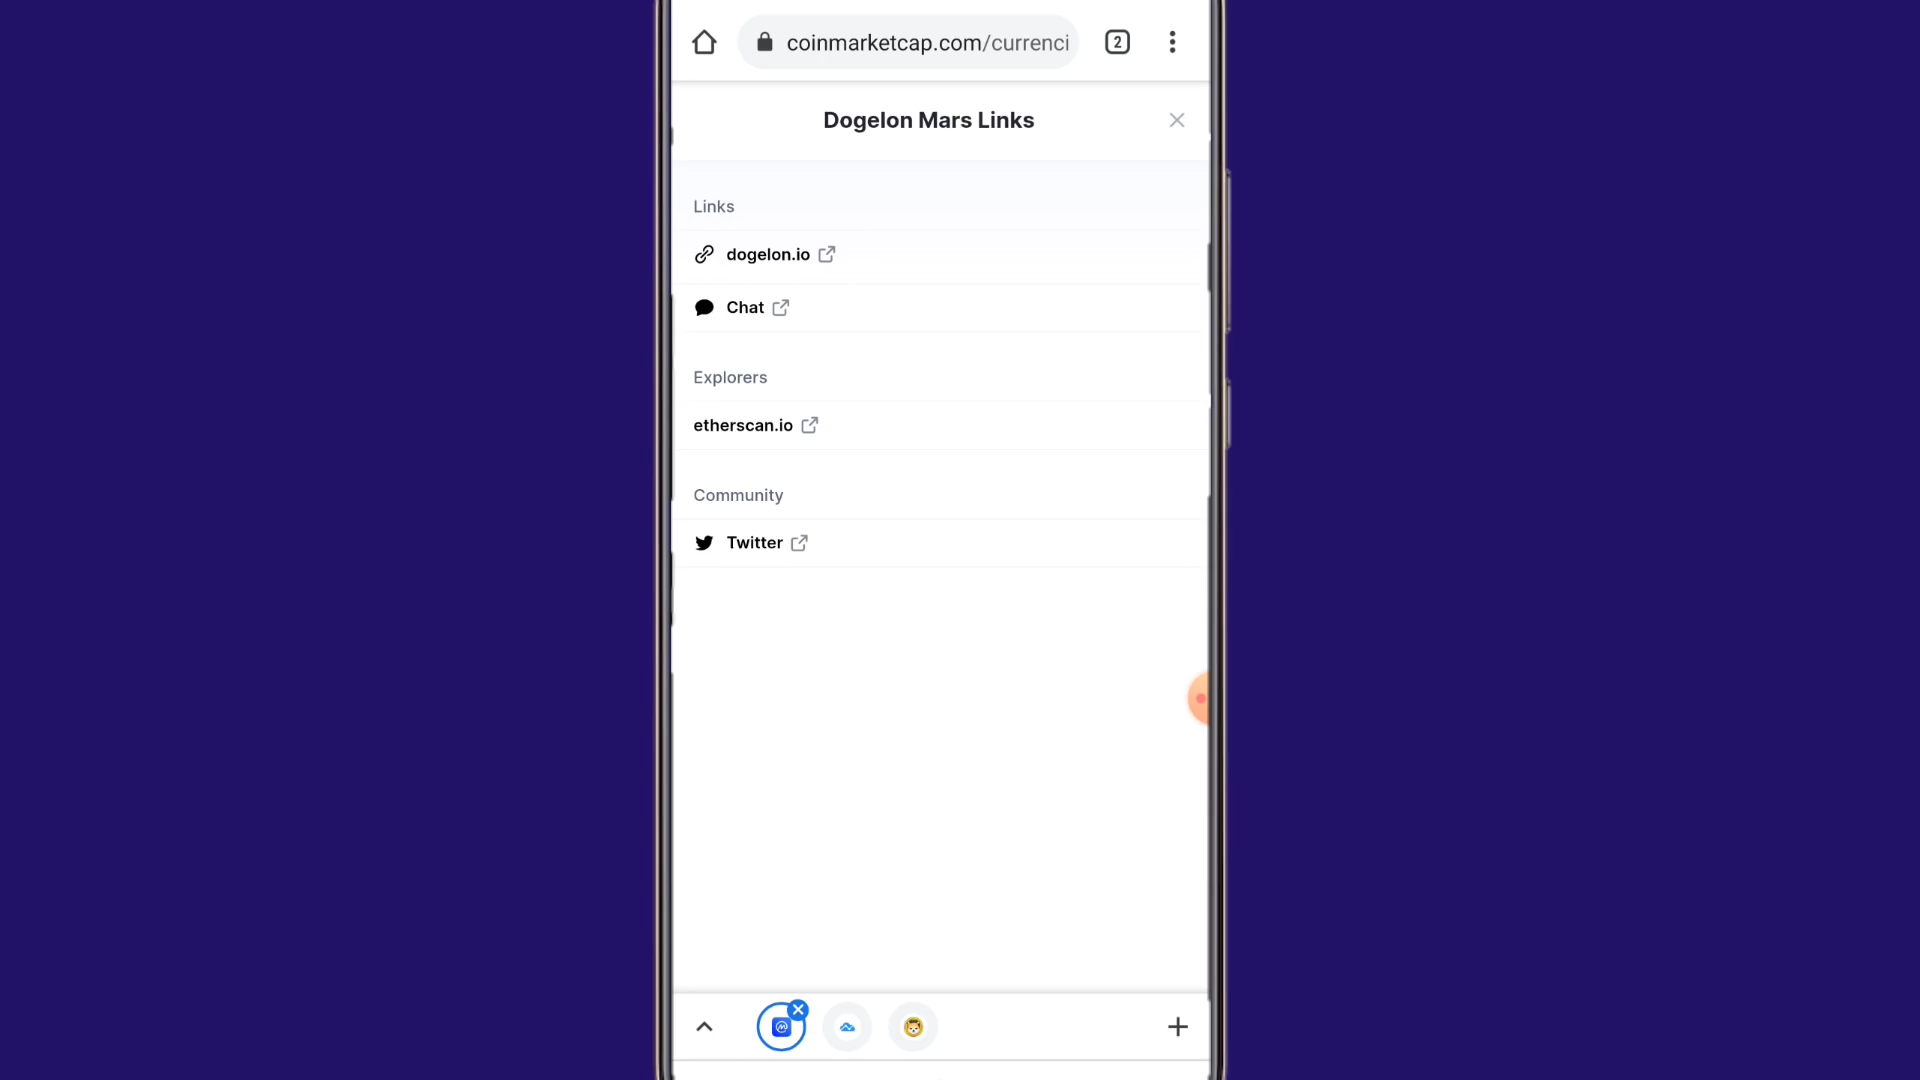 coinmarketcap.com/currenci
2
Dogelon Mars Links
Links
dogelon.io
Chat
Explorers
etherscan.io
Community
Twitter